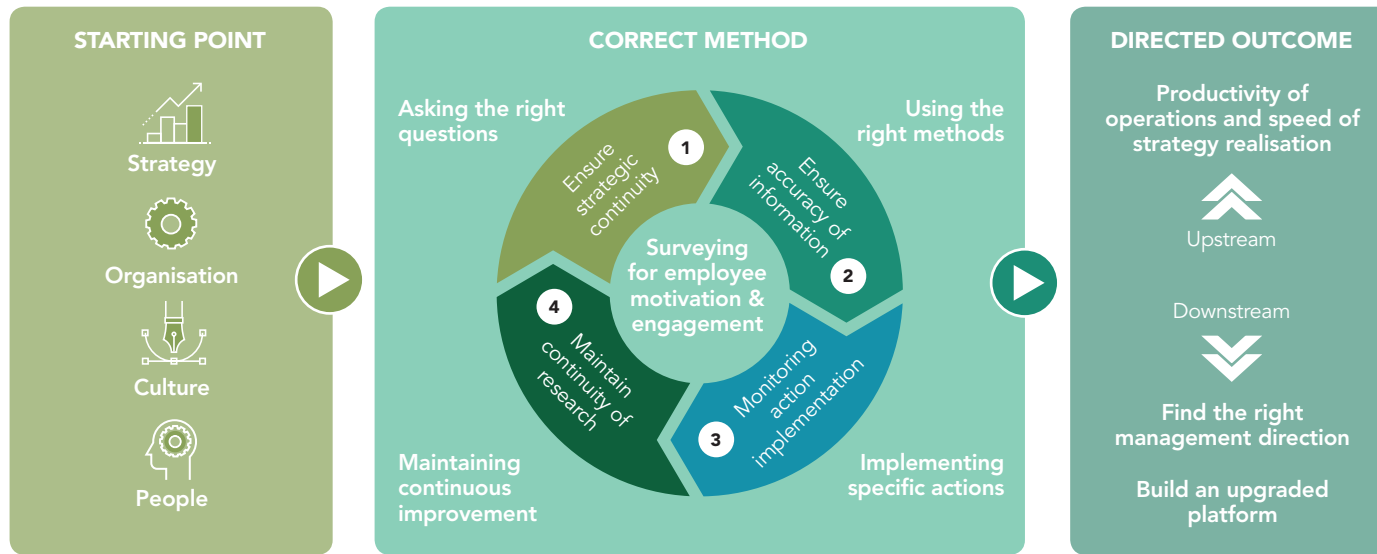 STARTING POINT
Strategy
Organisation
Culture
People
CORRECT METHOD
Asking the right
questions
Using the
right methods
1
Ensure
strategic
continuity
Ensure
accuracy of
information
2
Surveying
for employee
motivation &
engagement
3
Monitoring
action
implementation
4
Maintain
continuity of
research
Maintaining
continuous
improvement
Implementing
specific actions
DIRECTED OUTCOME
Productivity of
operations and speed of
strategy realisation
Upstream
Downstream
Find the right
management direction
Build an upgraded
platform